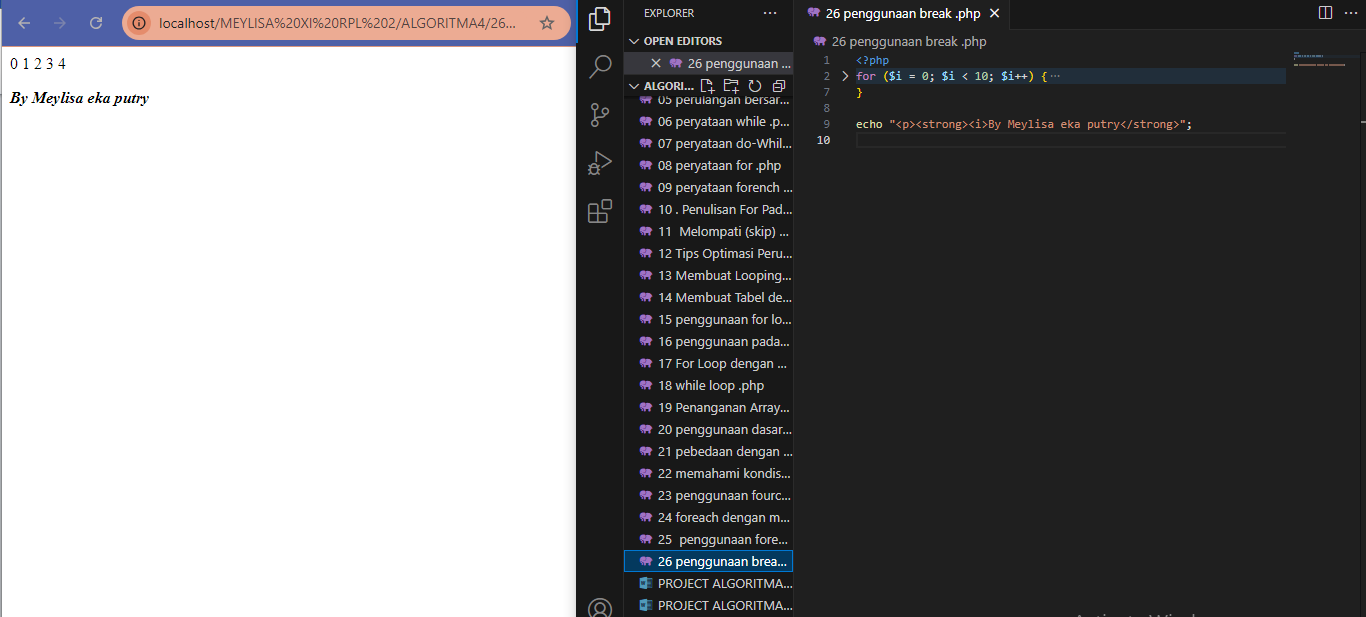 localhost/MEYLISA%20XI%20RPL%202/ALGORITMA4/26...
0 1 2 3 4
By Meylisa eka putry
EXPLORER
OPEN EDITORS
26 penggunaan ...
ALGORI...
05 perulangan bersar...
06 peryataan while .p...
07 peryataan do-Whil...
08 peryataan for .php
09 peryataan forench ...
10 . Penulisan For Pad...
11 Melompati (skip) ...
12 Tips Optimasi Peru...
13 Membuat Looping...
14 Membuat Tabel de...
15 penggunaan for lo...
16 penggunaan pada...
17 For Loop dengan ...
18 while loop .php
19 Penanganan Array...
20 penggunaan dasar...
21 pebedaan dengan ...
22 memahami kondis...
23 penggunaan fourc...
24 foreach dengan m...
25 penggunaan fore...
26 penggunaan brea...
PROJECT ALGORITMA...
PROJECT ALGORITMA...
26 penggunaan break .php
26 penggunaan break .php
1 <?php
2 for ($i = 0; $i < 10; $i++) {...
7 }
8
9 echo "<p><strong><i>By Meylisa eka putry</strong>";
10